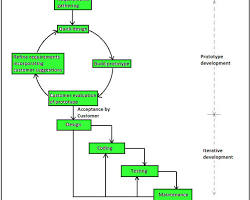 gathering
Quick design
Refine requirements
incorporating
customer suggestions
Build prototype
Customer evaluation
of prototype
Acceptance by
Customer
Design
Coding
Testing
Maintenance
Prototype
development
Iterative
development